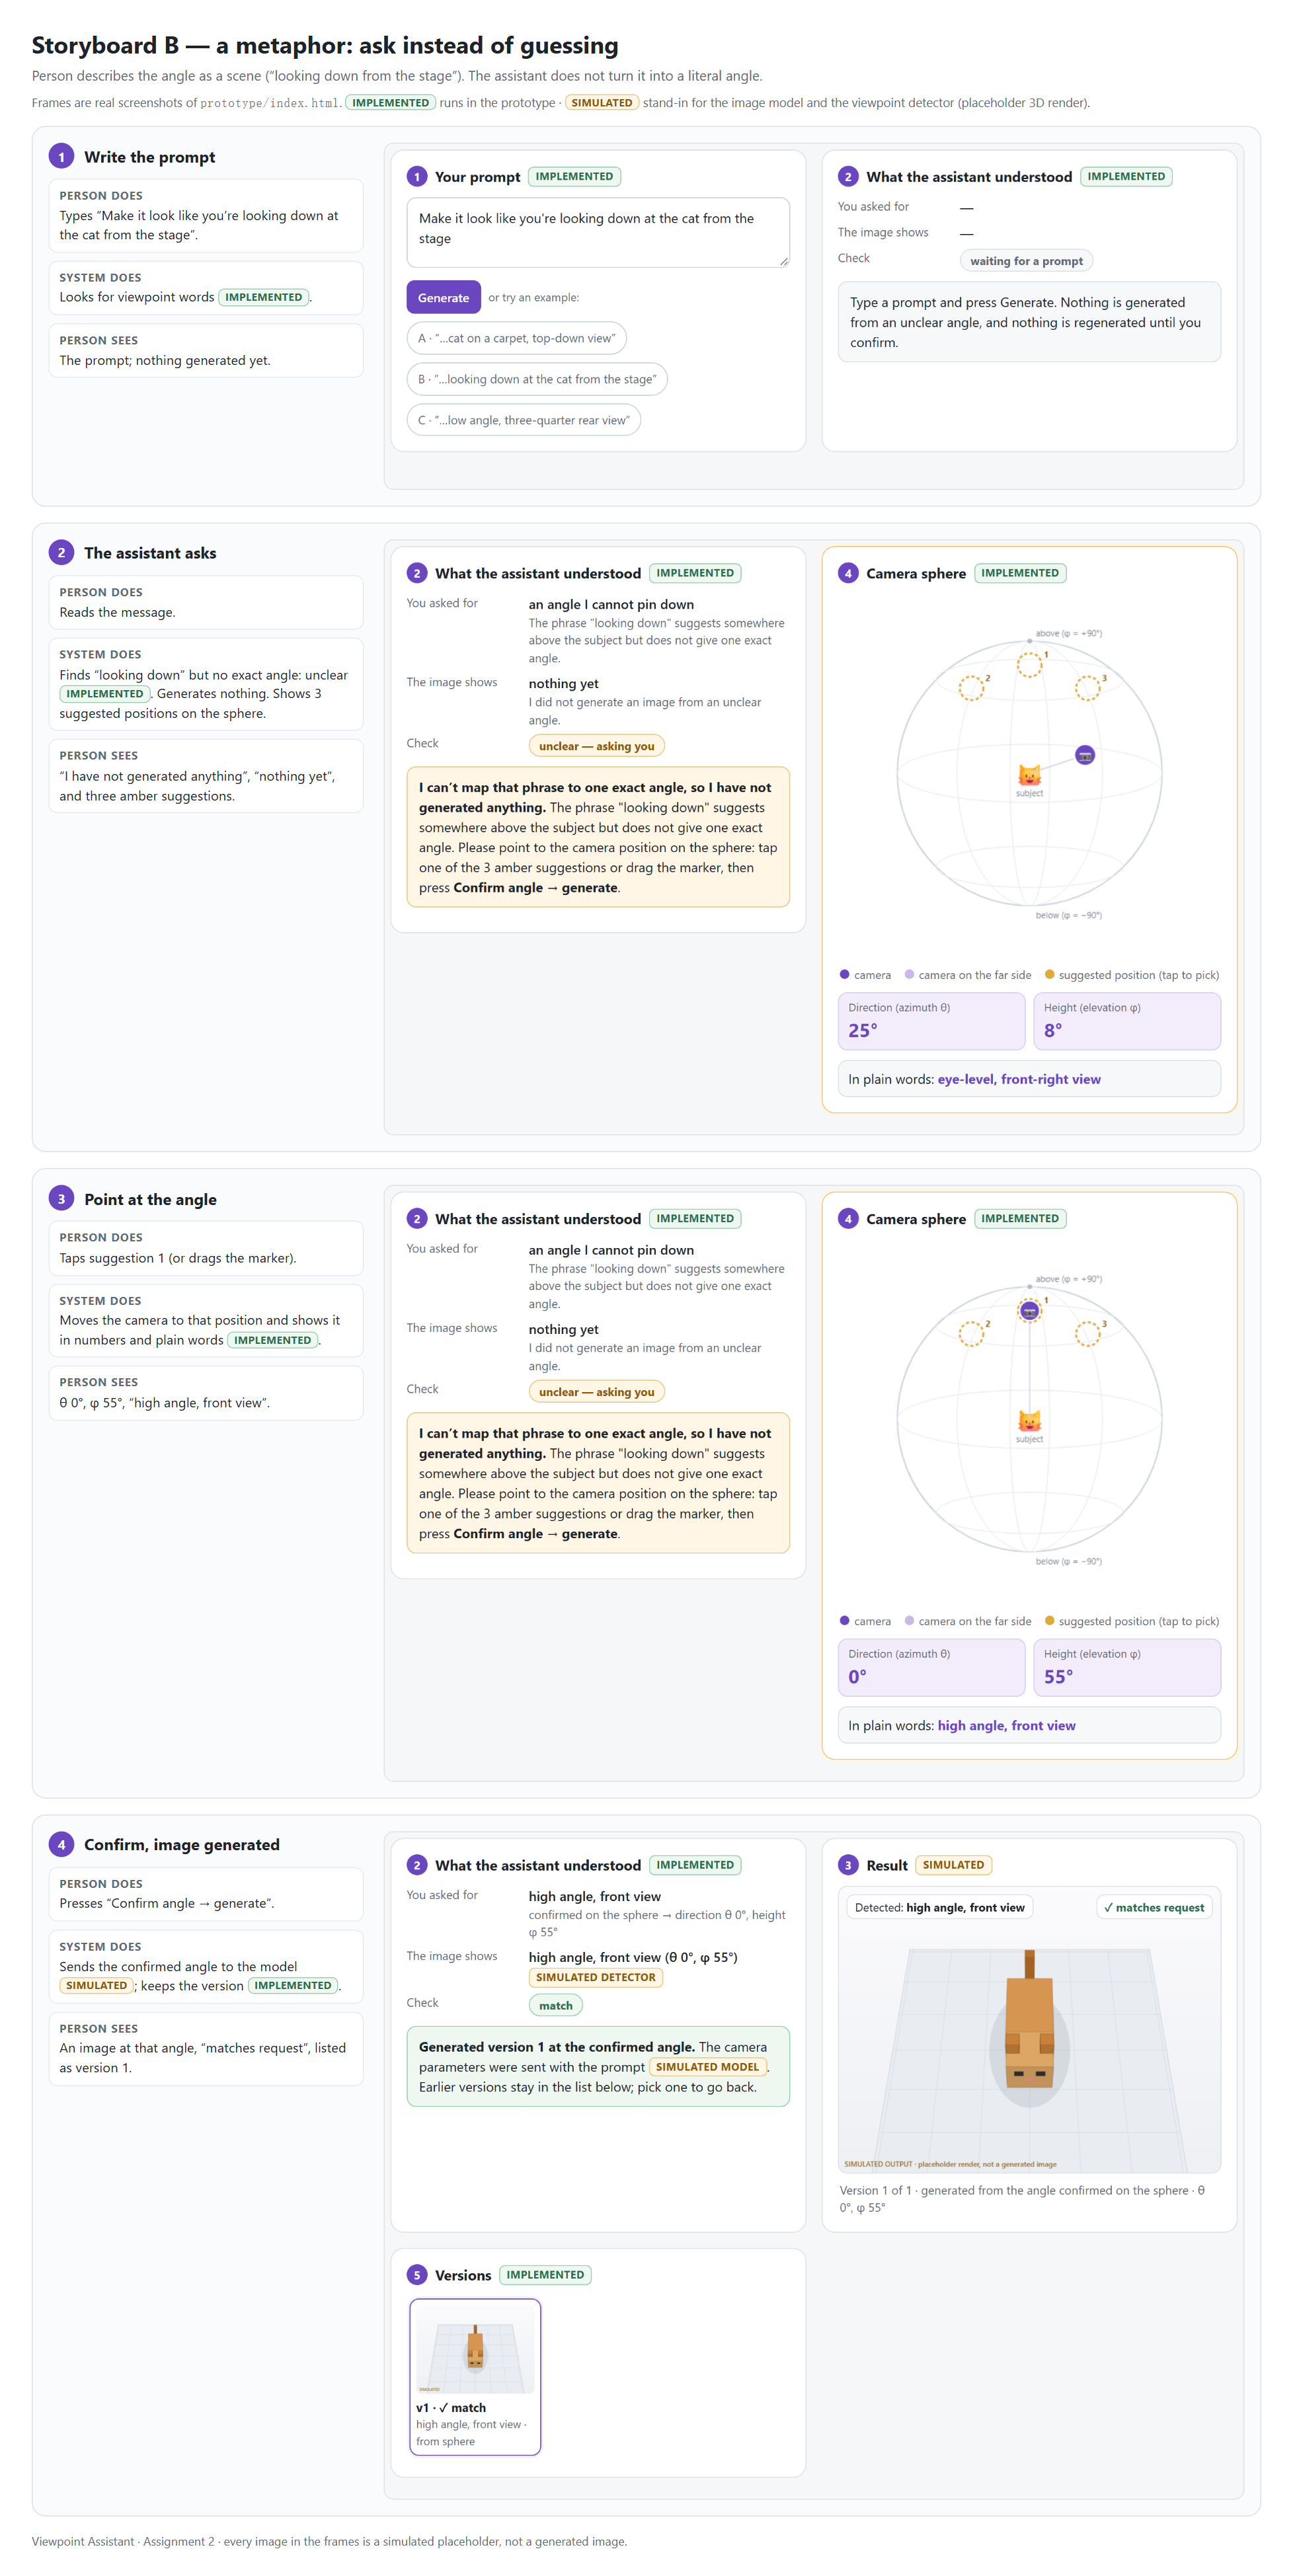 Storyboard B — a metaphor: ask instead of guessing
Person describes the angle as a scene (“looking down from the stage”). The assistant does not turn it into a literal angle.
Frames are real screenshots of prototype/index.html. IMPLEMENTED runs in the prototype · SIMULATED stand-in for the image model and the viewpoint detector (placeholder 3D render).
1 Write the prompt
PERSON DOES
Types “Make it look like you’re looking down at
the cat from the stage”.
SYSTEM DOES
Looks for viewpoint words IMPLEMENTED.
PERSON SEES
The prompt; nothing generated yet.
1 Your prompt IMPLEMENTED
Make it look like you're looking down at the cat from the
stage
Generate or try an example:
A · “…cat on a carpet, top-down view”
B · “…looking down at the cat from the stage”
C · “…low angle, three-quarter rear view”
2 What the assistant understood IMPLEMENTED
You asked for —
The image shows —
Check waiting for a prompt
Type a prompt and press Generate. Nothing is generated
from an unclear angle, and nothing is regenerated until you
confirm.
2 The assistant asks
PERSON DOES
Reads the message.
SYSTEM DOES
Finds “looking down” but no exact angle: unclear
IMPLEMENTED. Generates nothing. Shows 3
suggested positions on the sphere.
PERSON SEES
“I have not generated anything”, “nothing yet”,
and three amber suggestions.
2 What the assistant understood IMPLEMENTED
You asked for an angle I cannot pin down
The phrase "looking down" suggests somewhere
above the subject but does not give one exact
angle.
The image shows nothing yet
I did not generate an image from an unclear
angle.
Check unclear — asking you
I can’t map that phrase to one exact angle, so I have not
generated anything. The phrase "looking down" suggests
somewhere above the subject but does not give one exact
angle. Please point to the camera position on the sphere: tap
one of the 3 amber suggestions or drag the marker, then
press Confirm angle → generate.
4 Camera sphere IMPLEMENTED
above (φ = +90°)
1
2
3
subject
below (φ = −90°)
camera camera on the far side suggested position (tap to pick)
Direction (azimuth θ) Height (elevation φ)
25° 8°
In plain words: eye-level, front-right view
3 Point at the angle
PERSON DOES
Taps suggestion 1 (or drags the marker).
SYSTEM DOES
Moves the camera to that position and shows it
in numbers and plain words IMPLEMENTED.
PERSON SEES
θ 0°, φ 55°, “high angle, front view”.
2 What the assistant understood IMPLEMENTED
You asked for an angle I cannot pin down
The phrase "looking down" suggests somewhere
above the subject but does not give one exact
angle.
The image shows nothing yet
I did not generate an image from an unclear
angle.
Check unclear — asking you
I can’t map that phrase to one exact angle, so I have not
generated anything. The phrase "looking down" suggests
somewhere above the subject but does not give one exact
angle. Please point to the camera position on the sphere: tap
one of the 3 amber suggestions or drag the marker, then
press Confirm angle → generate.
4 Camera sphere IMPLEMENTED
above (φ = +90°)
1
2
3
subject
below (φ = −90°)
camera camera on the far side suggested position (tap to pick)
Direction (azimuth θ) Height (elevation φ)
0° 55°
In plain words: high angle, front view
4 Confirm, image generated
PERSON DOES
Presses “Confirm angle → generate”.
SYSTEM DOES
Sends the confirmed angle to the model
SIMULATED; keeps the version IMPLEMENTED.
PERSON SEES
An image at that angle, “matches request”, listed
as version 1.
2 What the assistant understood IMPLEMENTED
You asked for high angle, front view
confirmed on the sphere → direction θ 0°, height
φ 55°
The image shows high angle, front view (θ 0°, φ 55°)
SIMULATED DETECTOR
Check match
Generated version 1 at the confirmed angle. The camera
parameters were sent with the prompt SIMULATED MODEL.
Earlier versions stay in the list below; pick one to go back.
3 Result SIMULATED
Detected: high angle, front view ✓ matches request
SIMULATED OUTPUT · placeholder render, not a generated image
Version 1 of 1 · generated from the angle confirmed on the sphere · θ
0°, φ 55°
5 Versions IMPLEMENTED
SIMULATED
v1 · ✓ match
high angle, front view ·
from sphere
Viewpoint Assistant · Assignment 2 · every image in the frames is a simulated placeholder, not a generated image.